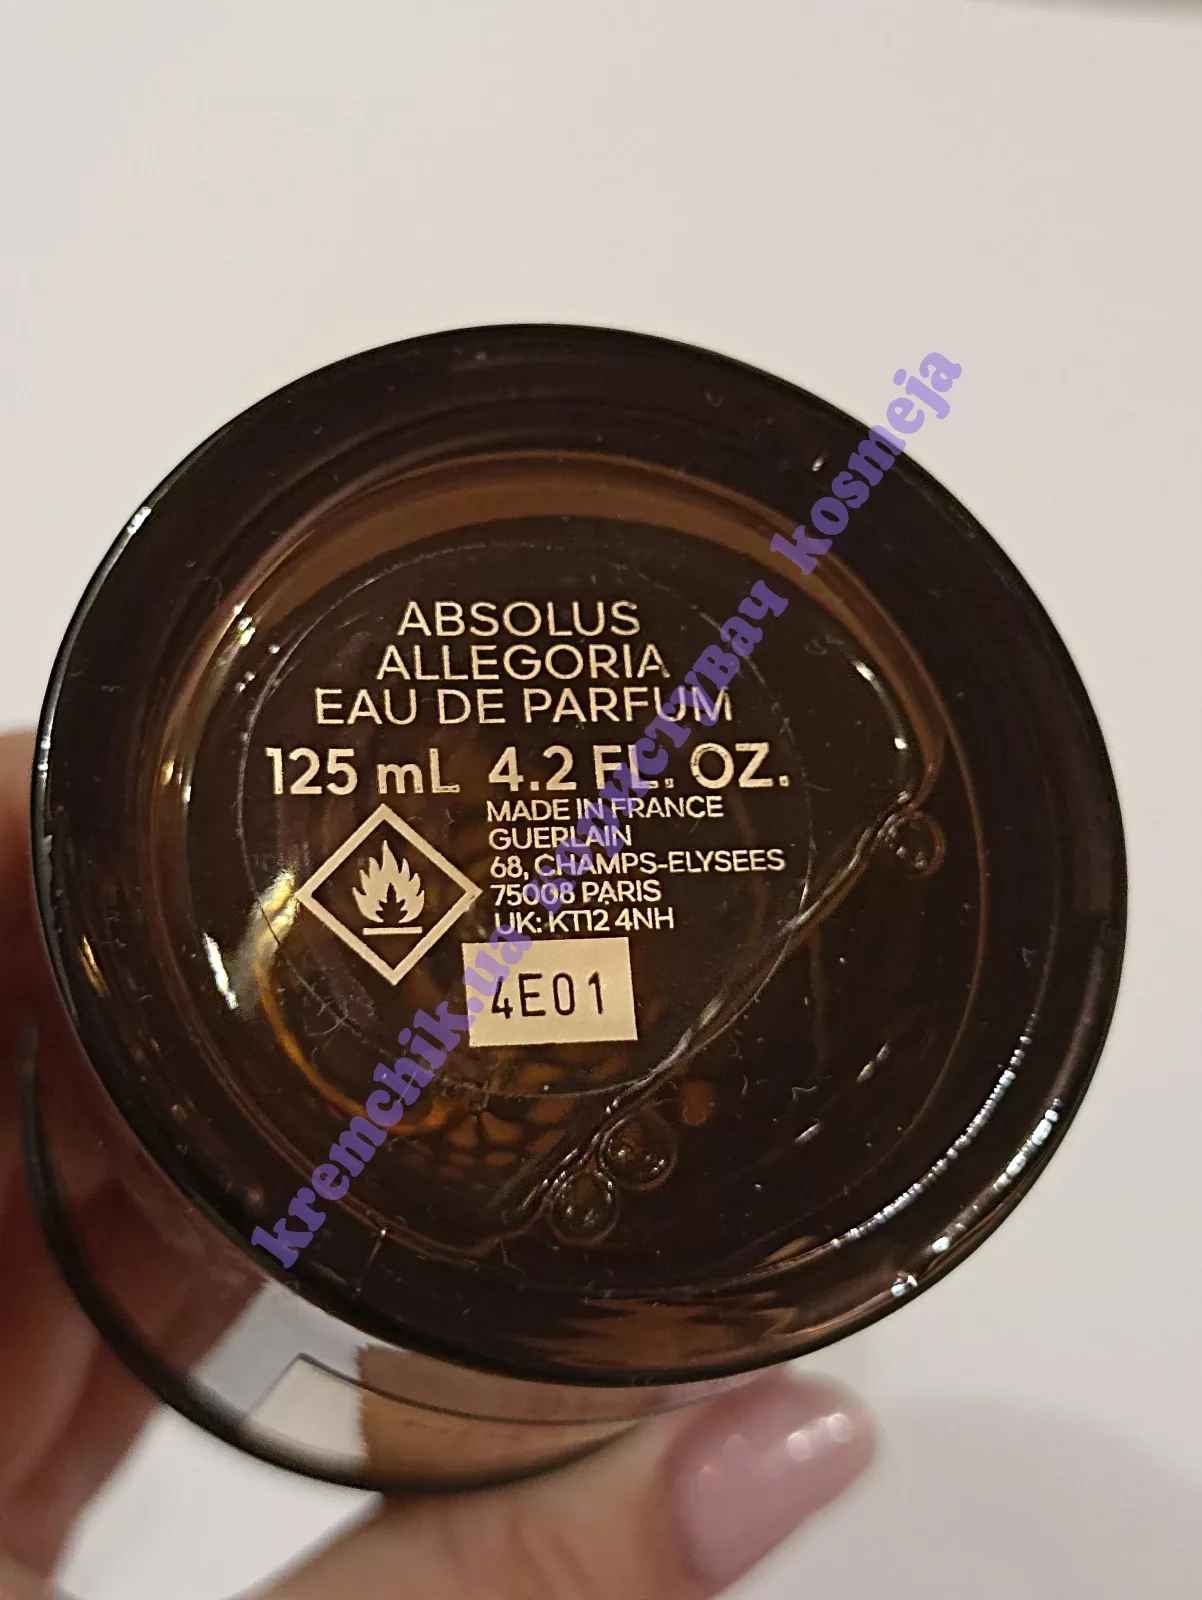 ABSOLUS
ALLEGORIA
EAU DE PARFUM
125 mL 4.2 FL. OZ.
MADE IN FRANCE
GUERLAIN
68, CHAMPS-ELYSEES
75008 PARIS
UK: KT12 4NH
4E01
kremchik.ua користувач kosmeja